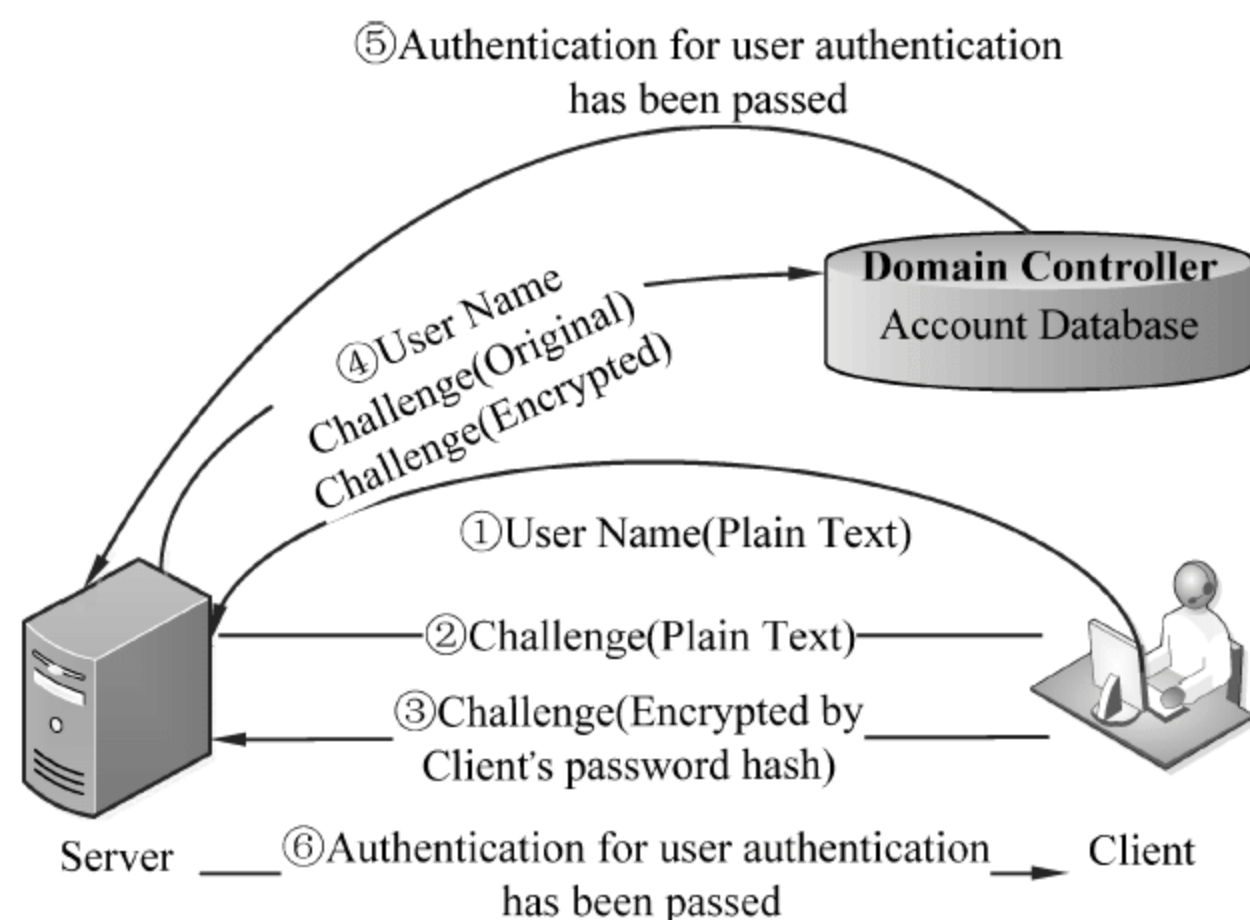 ⑤Authentication for user authentication
has been passed
Domain Controller
Account Database
④User Name
Challenge(Original)
Challenge(Encrypted)
①User Name(Plain Text)
②Challenge(Plain Text)
③Challenge(Encrypted by
Client's password hash)
Server
⑥Authentication for user authentication
has been passed
Client